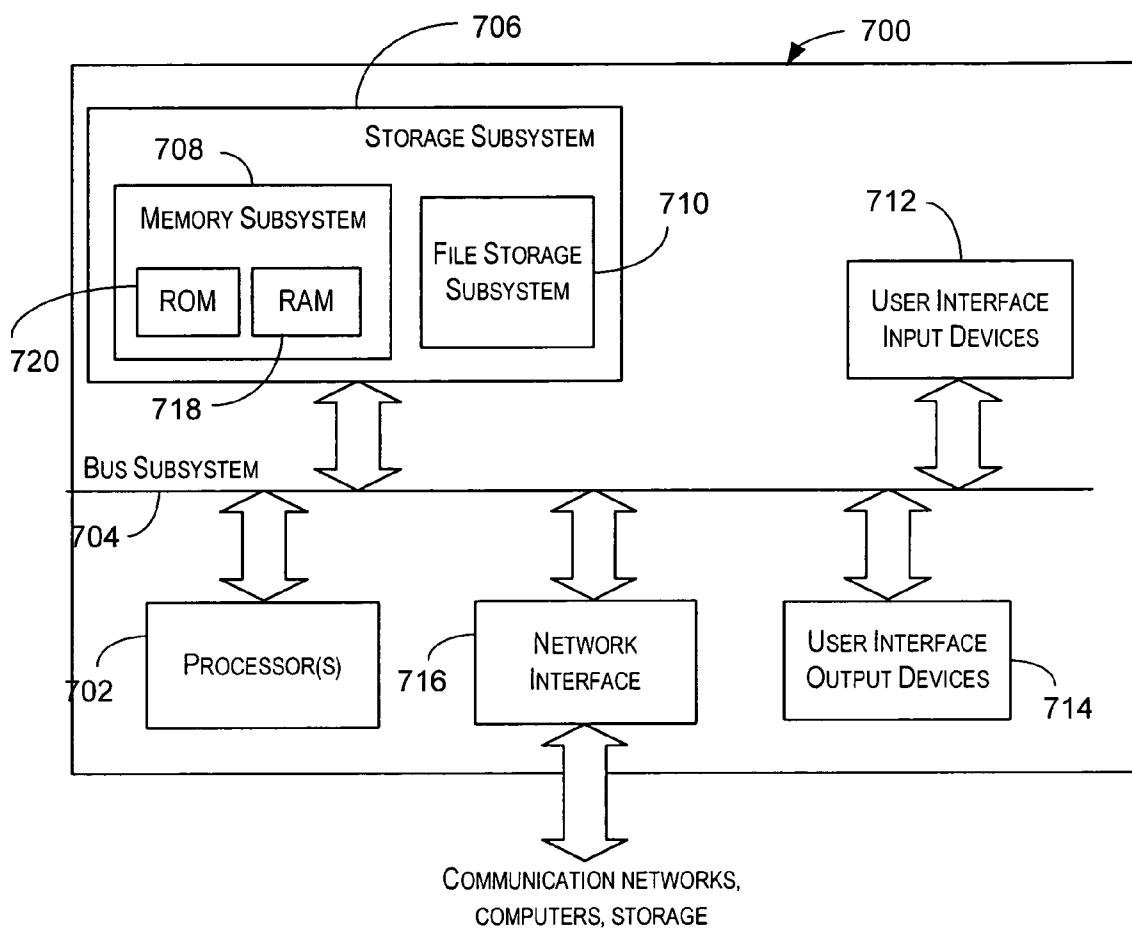 706
700
STORAGE SUBSYSTEM
708
MEMORY SUBSYSTEM
710
712
FILE STORAGE
SUBSYSTEM
ROM
RAM
USER INTERFACE
INPUT DEVICES
720
718
BUS SUBSYSTEM
704
PROCESSOR(S)
702
NETWORK
INTERFACE
716
USER INTERFACE
OUTPUT DEVICES
714
COMMUNICATION NETWORKS,
COMPUTERS, STORAGE